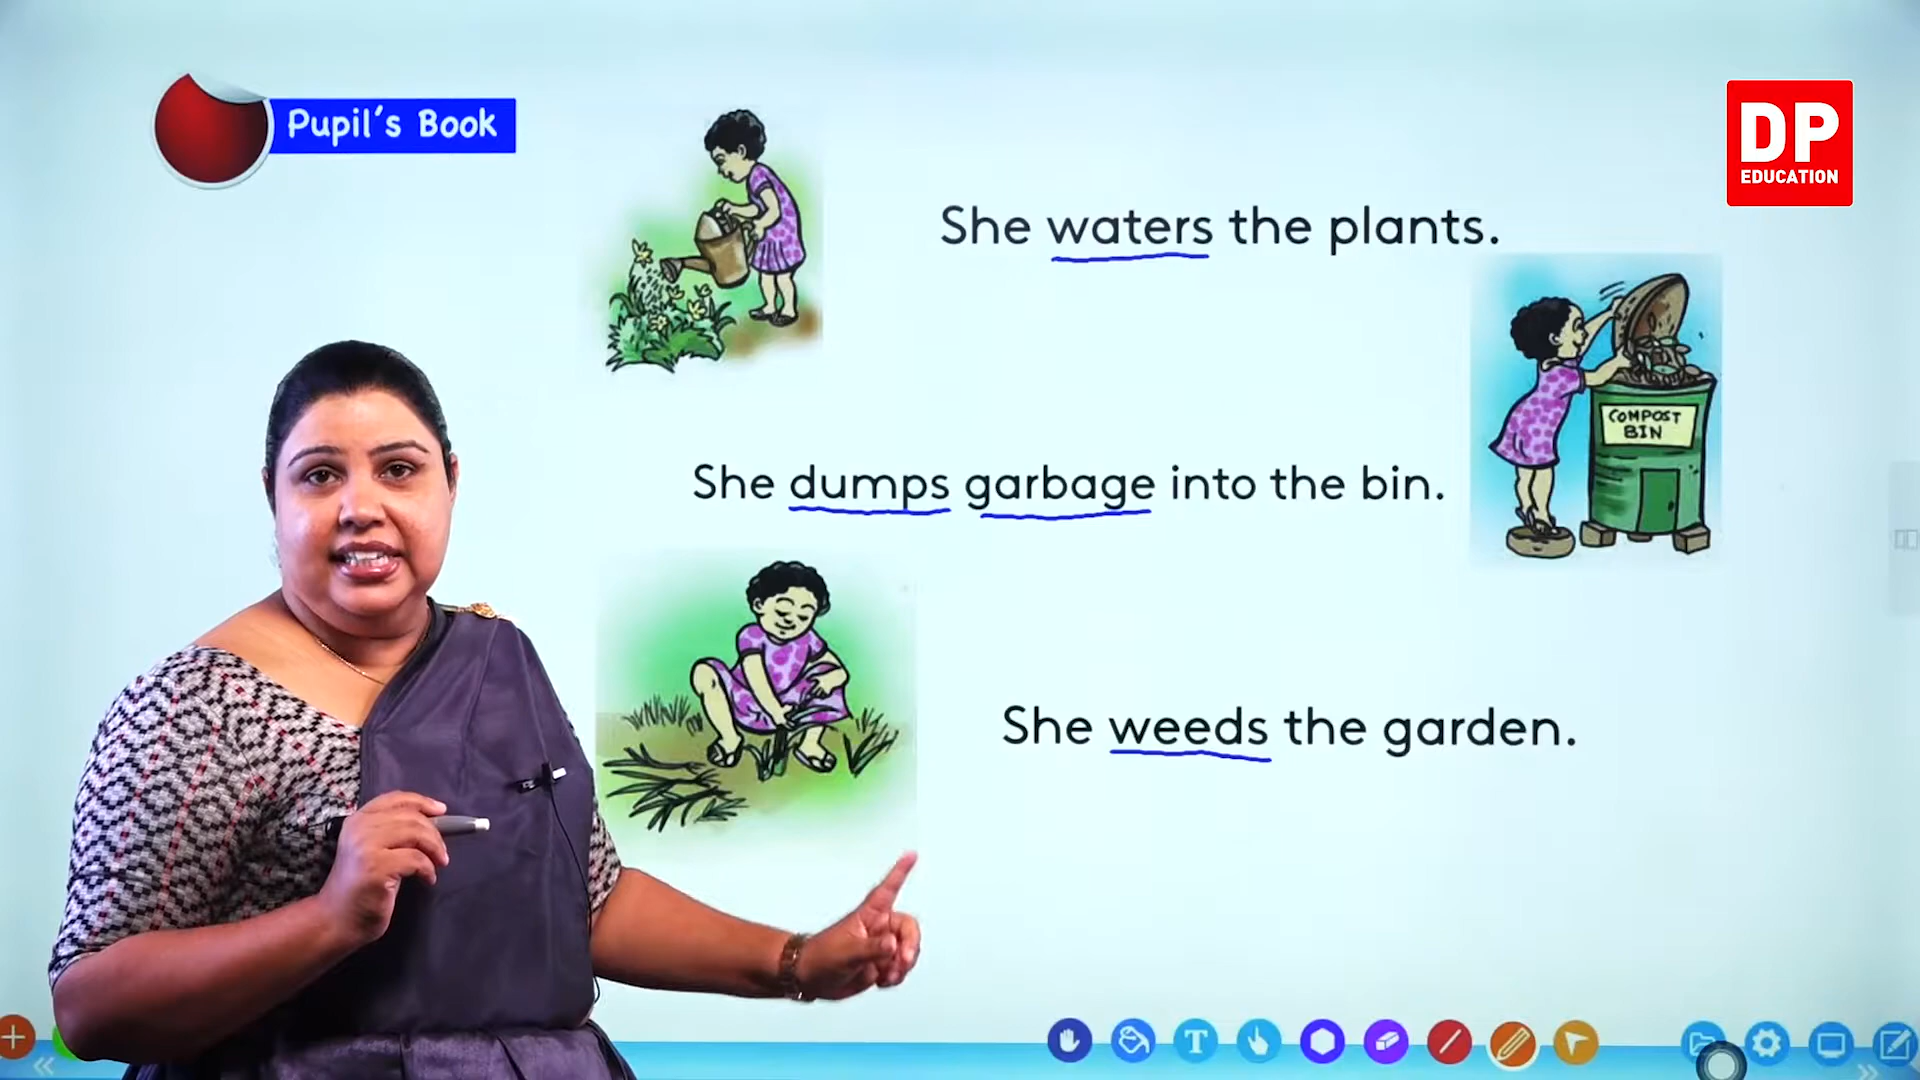 Pupil's Book
DP
EDUCATION
She waters the plants.
COMPOST
BIN
She dumps garbage into the bin.
She weeds the garden.
T